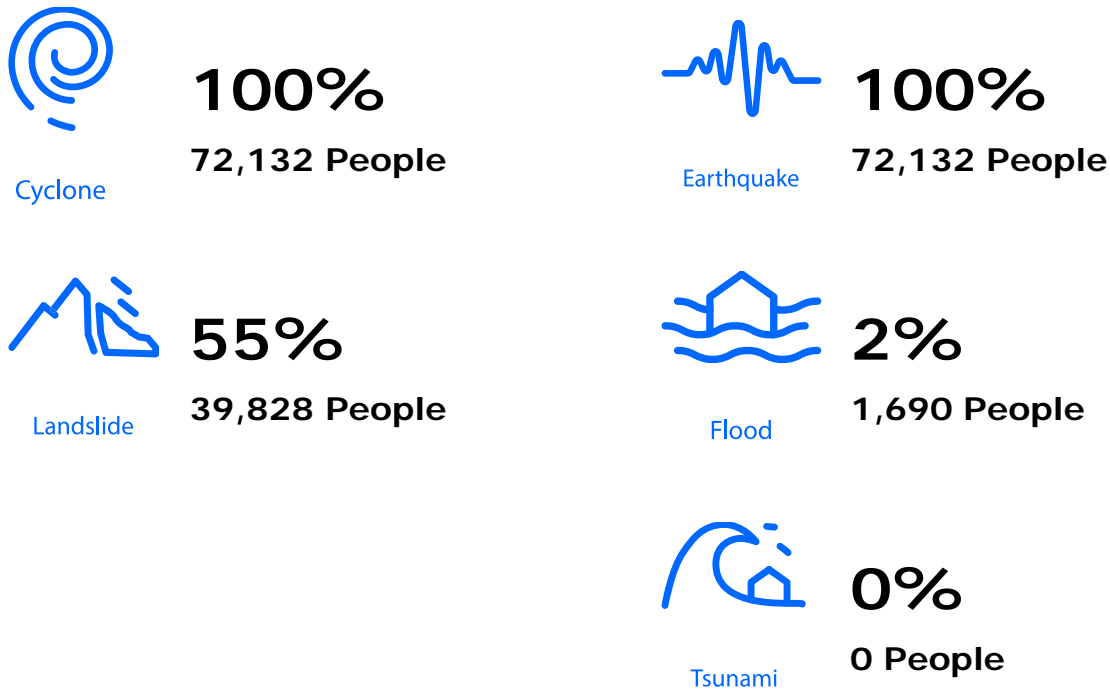 100%
72,132 People
Cyclone
100%
72,132 People
Earthquake
55%
39,828 People
Landslide
2%
1,690 People
Flood
0%
0 People
Tsunami